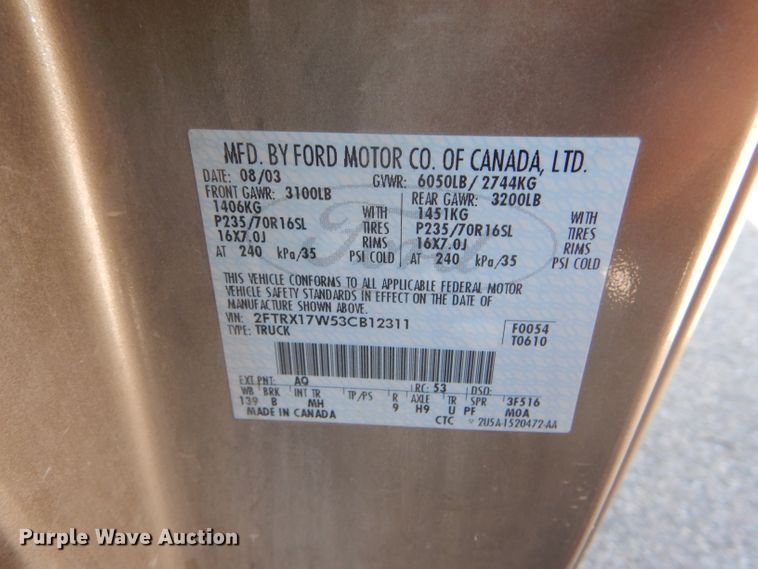 MFD. BY FORD MOTOR CO. OF CANADA, LTD.
DATE: 08/03 GVWR: 6050LB/ 2744KG
FRONT GAWR: 3100LB REAR GAWR: 3200LB
1406KG WITH 1451KG WITH
P235/70R16SL TIRES P235/70R16SL TIRES
16X7.0J RIMS 16X7.0J RIMS
AT 240 kPa/35 PSI COLD AT 240 kPa/35 PSI COLD
Ford
THIS VEHICLE CONFORMS TO ALL APPLICABLE FEDERAL MOTOR
VEHICLE SAFETY STANDARDS IN EFFECT ON THE DATE OF
MANUFACTURE SHOWN ABOVE.
VIN: 2FTRX17W53CB12311 F0054
TYPE: TRUCK T0610
EXT PNT: AQ RC: 53 DSO:
WB BRK INT TR TP/PS R AXLE TR SPR 3F516
139 B MH 9 H9 U PF M0A
MADE IN CANADA CTC 2U5A-1520472-AA
Purple Wave Auction